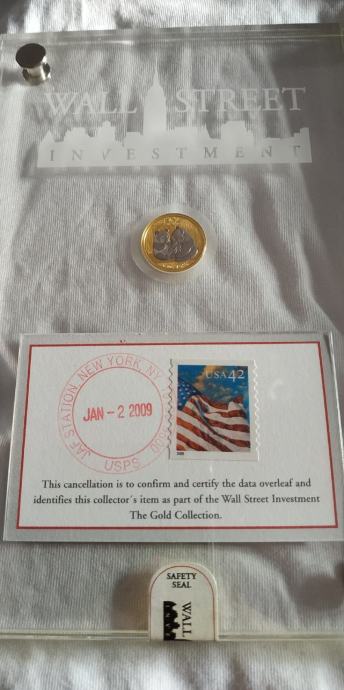 WALL STREET
INVESTMENT
JAF STATION NEW YORK, NY
JAN -2 2009
USPS
USA 42
This cancellation is to confirm and certify the data overleaf and
identifies this collector´s item as part of the Wall Street Investment
The Gold Collection.
SAFETY
SEAL
WALL